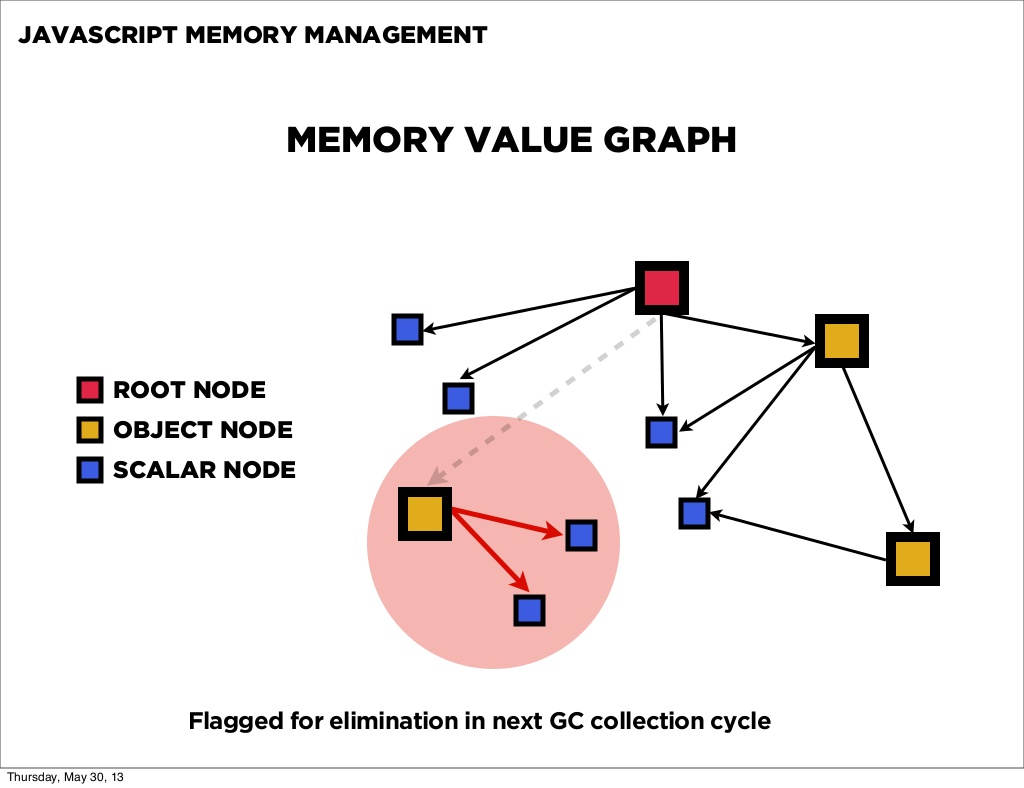 JAVASCRIPT MEMORY MANAGEMENT
MEMORY VALUE GRAPH
ROOT NODE
OBJECT NODE
SCALAR NODE
Flagged for elimination in next GC collection cycle
Thursday, May 30, 13